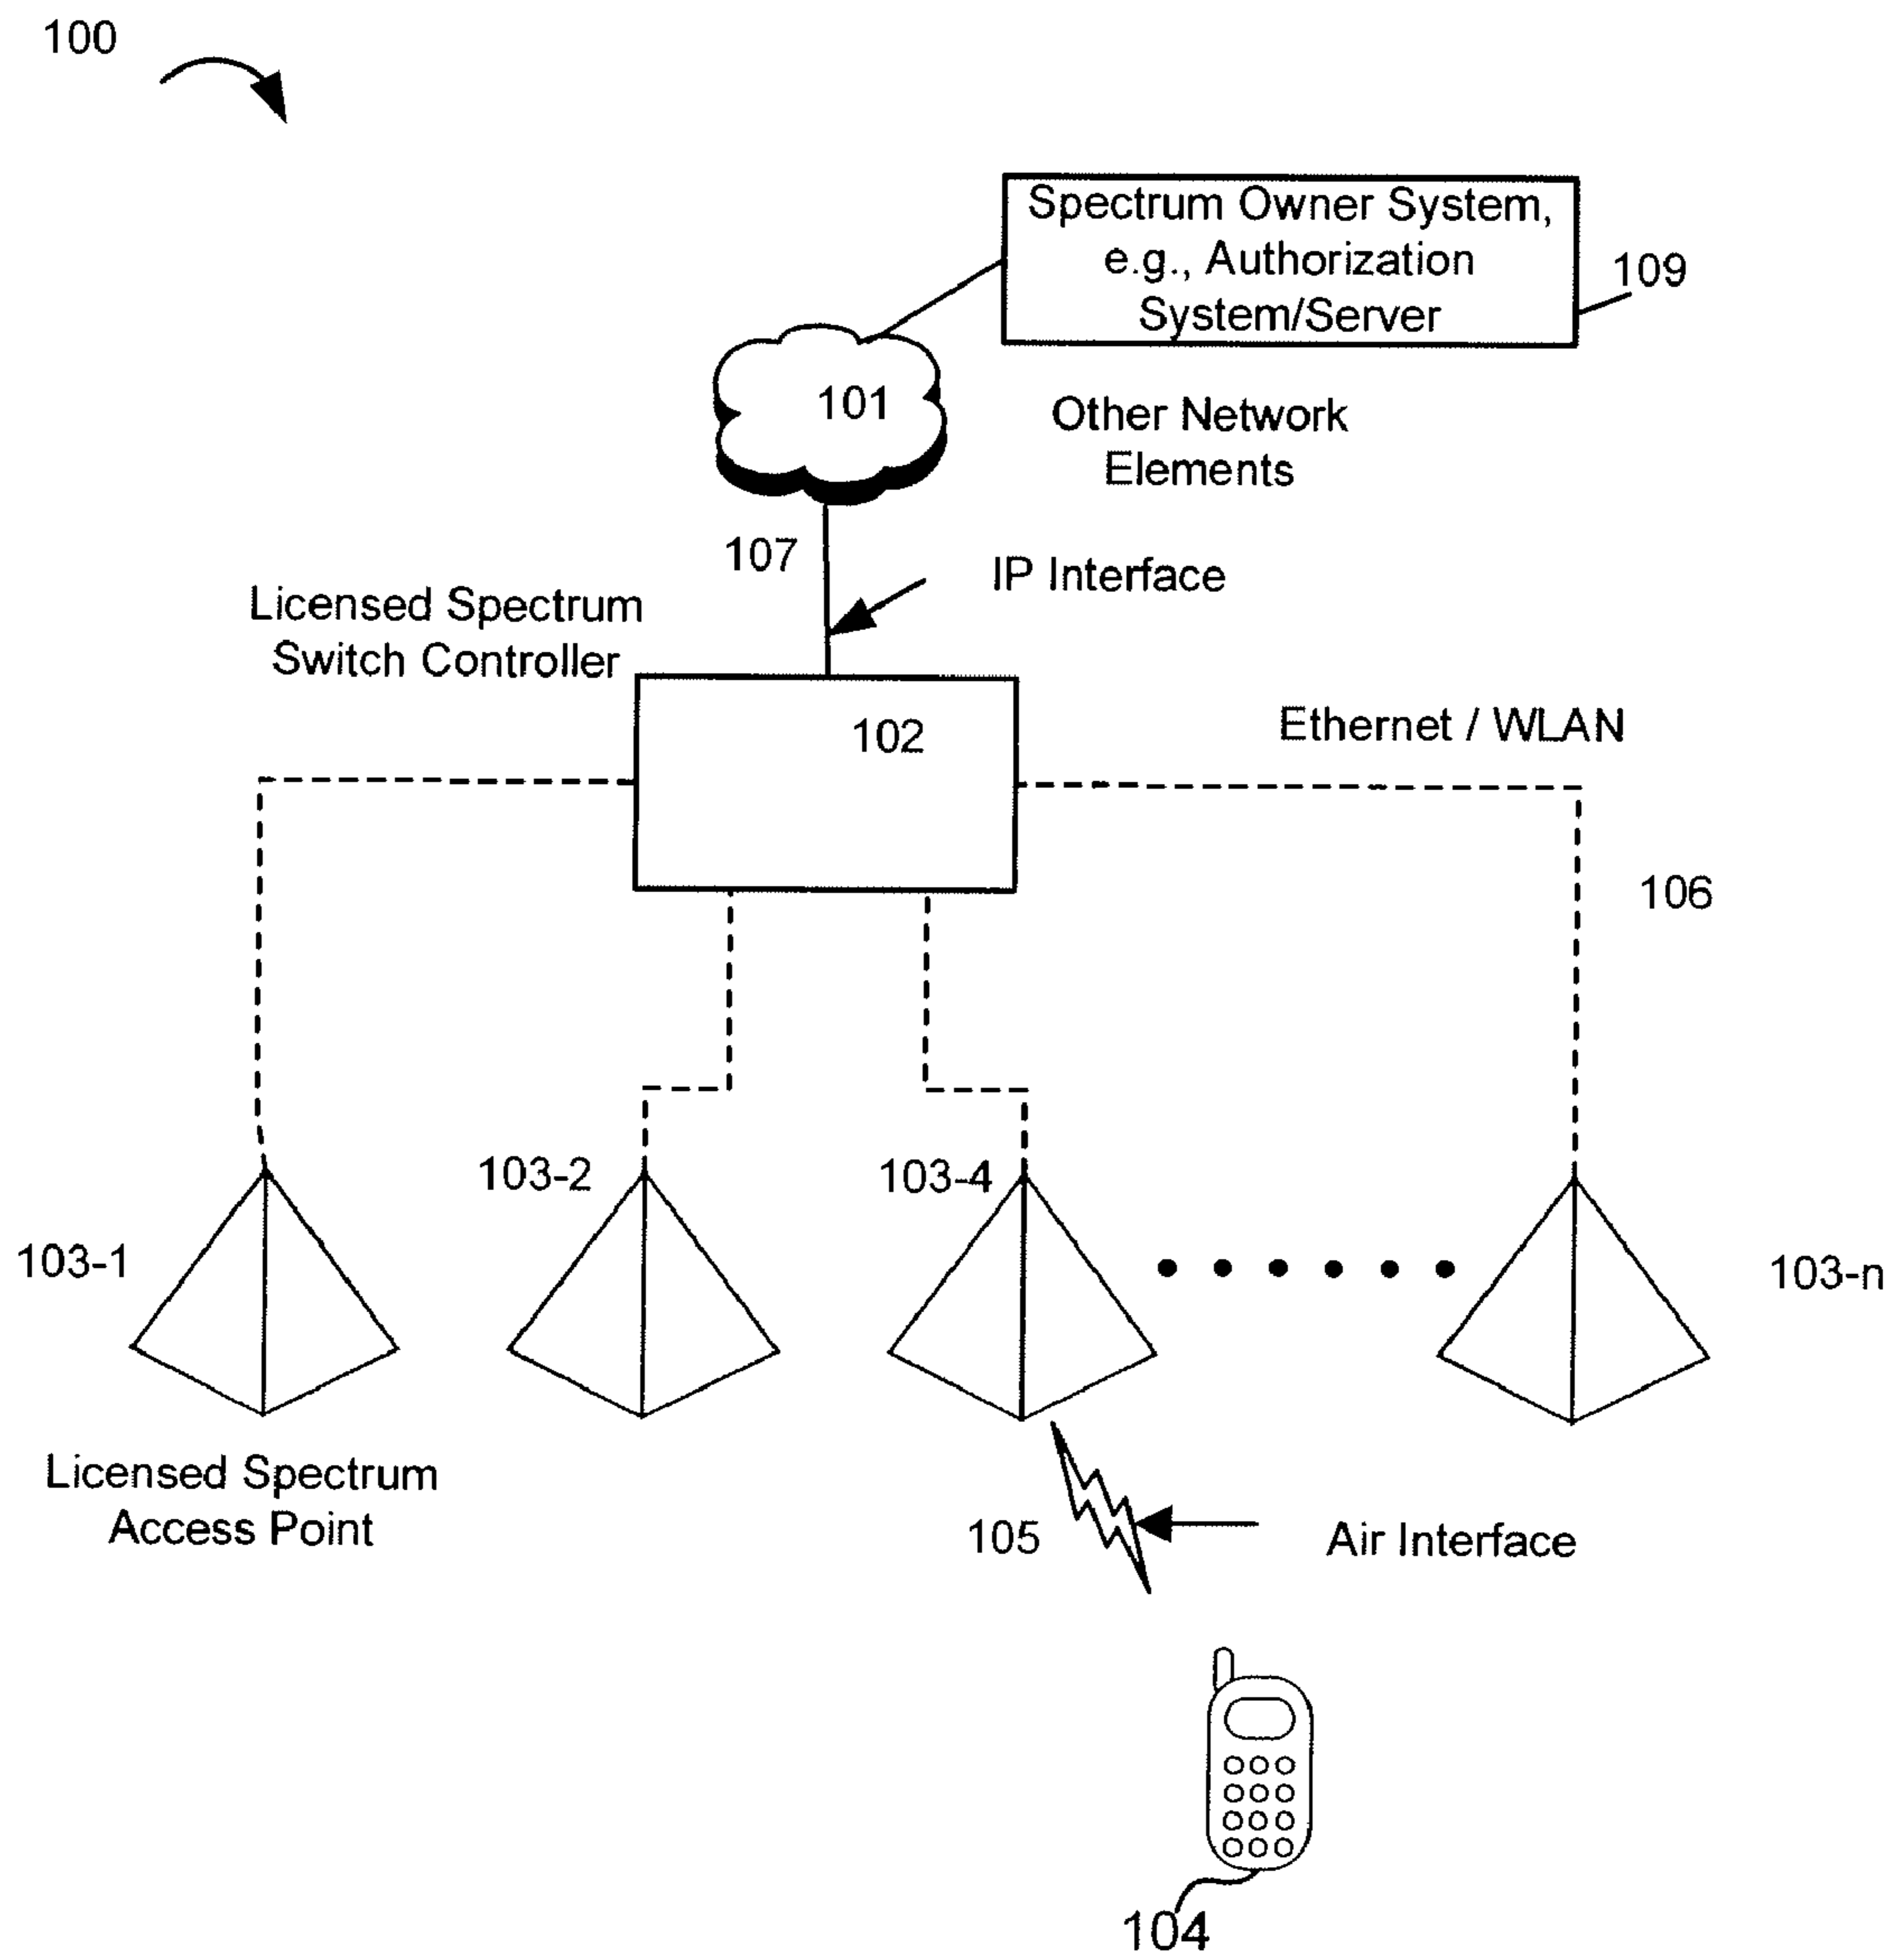 100
Spectrum Owner System,
e.g., Authorization
System/Server
109
101
Other Network
Elements
107
IP Interface
Licensed Spectrum
Switch Controller
102
Ethernet / WLAN
106
103-1
103-2
103-4
103-n
Licensed Spectrum
Access Point
105
Air Interface
104